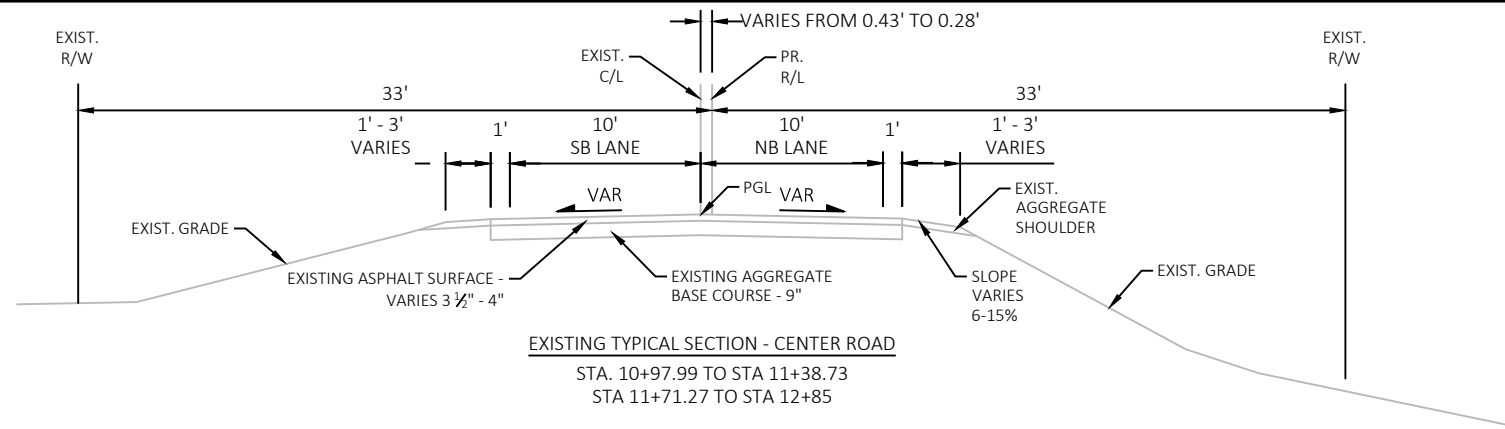 VARIES FROM 0.43' TO 0.28'
EXIST.
R/W
EXIST.
C/L
PR.
R/L
EXIST.
R/W
33'
33'
1' - 3'
VARIES
1'
10'
SB LANE
10'
NB LANE
1'
1' - 3'
VARIES
VAR
PGL
VAR
EXIST.
AGGREGATE
SHOULDER
EXIST. GRADE
EXISTING ASPHALT SURFACE -
VARIES 3 ½" - 4"
EXISTING AGGREGATE
BASE COURSE - 9"
SLOPE
VARIES
6-15%
EXIST. GRADE
EXISTING TYPICAL SECTION - CENTER ROAD
STA. 10+97.99 TO STA 11+38.73
STA 11+71.27 TO STA 12+85